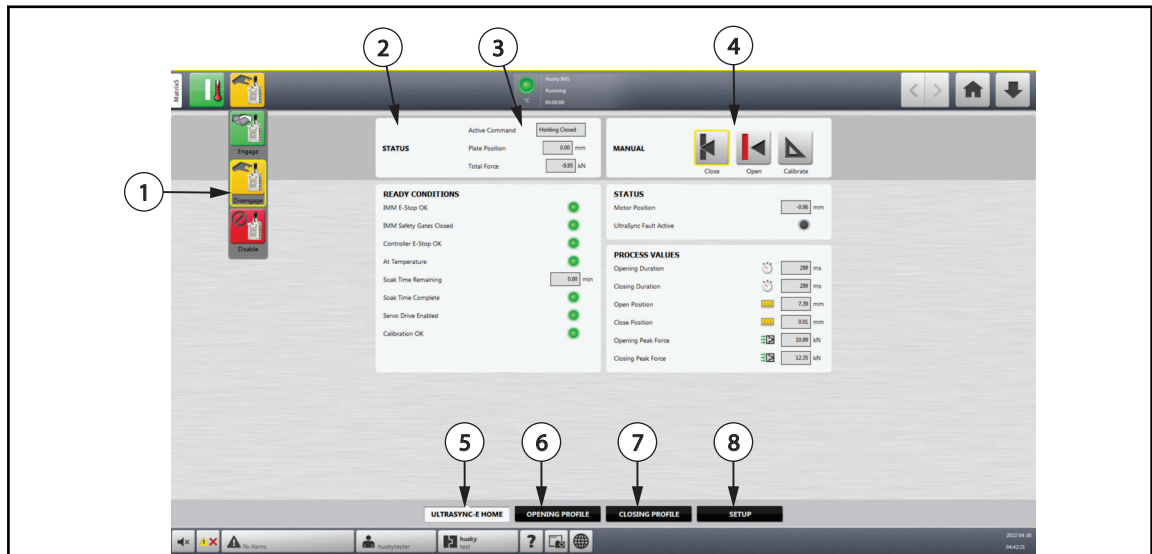 2
3
4
Matrix5
Husky IHS
Running
°C
00:00:00
Engage
1
Disengage
Disable
STATUS
Active Command
Holding Closed
Plate Position
0.00 mm
Total Force
-9.95 kN
MANUAL
Close
Open
Calibrate
READY CONDITIONS
IMM E-Stop OK
IMM Safety Gates Closed
Controller E-Stop OK
At Temperature
Soak Time Remaining
0.00 min
Soak Time Complete
Servo Drive Enabled
Calibration OK
STATUS
Motor Position
-0.06 mm
UltraSync Fault Active
PROCESS VALUES
Opening Duration
299 ms
Closing Duration
299 ms
Open Position
7.39 mm
Close Position
0.01 mm
Opening Peak Force
10.99 kN
Closing Peak Force
12.35 kN
5
6
7
8
ULTRASYNC-E HOME
OPENING PROFILE
CLOSING PROFILE
SETUP
No Alarms
huskytester
husky
test
?
2022-04-30
04:42:21